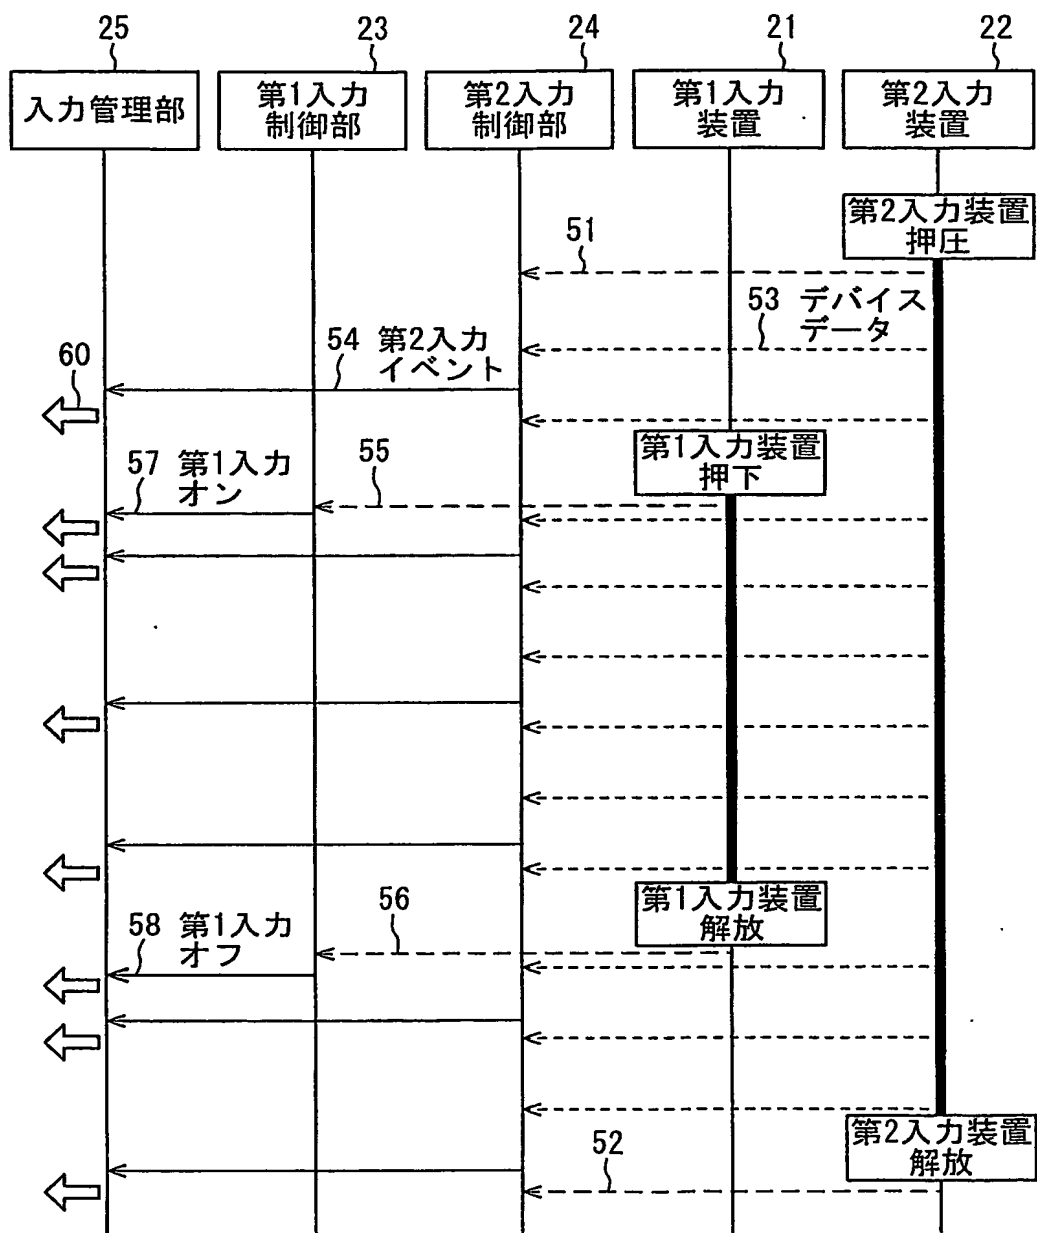 25
23
24
21
22
入力管理部
第1入力
制御部
第2入力
制御部
第1入力
装置
第2入力
装置
第2入力装置
押圧
51
53 デバイス
データ
54 第2入力
イベント
60
第1入力装置
押下
55
57 第1入力
オン
第1入力装置
解放
56
58 第1入力
オフ
第2入力装置
解放
52